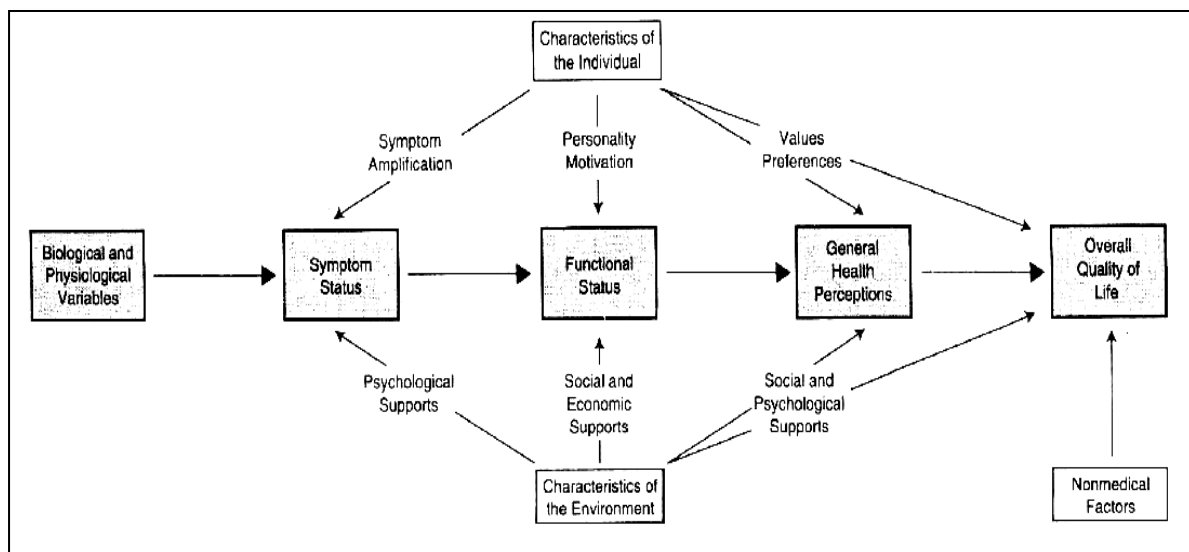 Characteristics of
the Individual
Symptom
Amplification
Personality
Motivation
Values
Preferences
Biological and
Physiological
Variables
Symptom
Status
Functional
Status
General
Health
Perceptions
Overall
Quality of
Life
Psychological
Supports
Social and
Economic
Supports
Social and
Psychological
Supports
Characteristics of
the Environment
Nonmedical
Factors